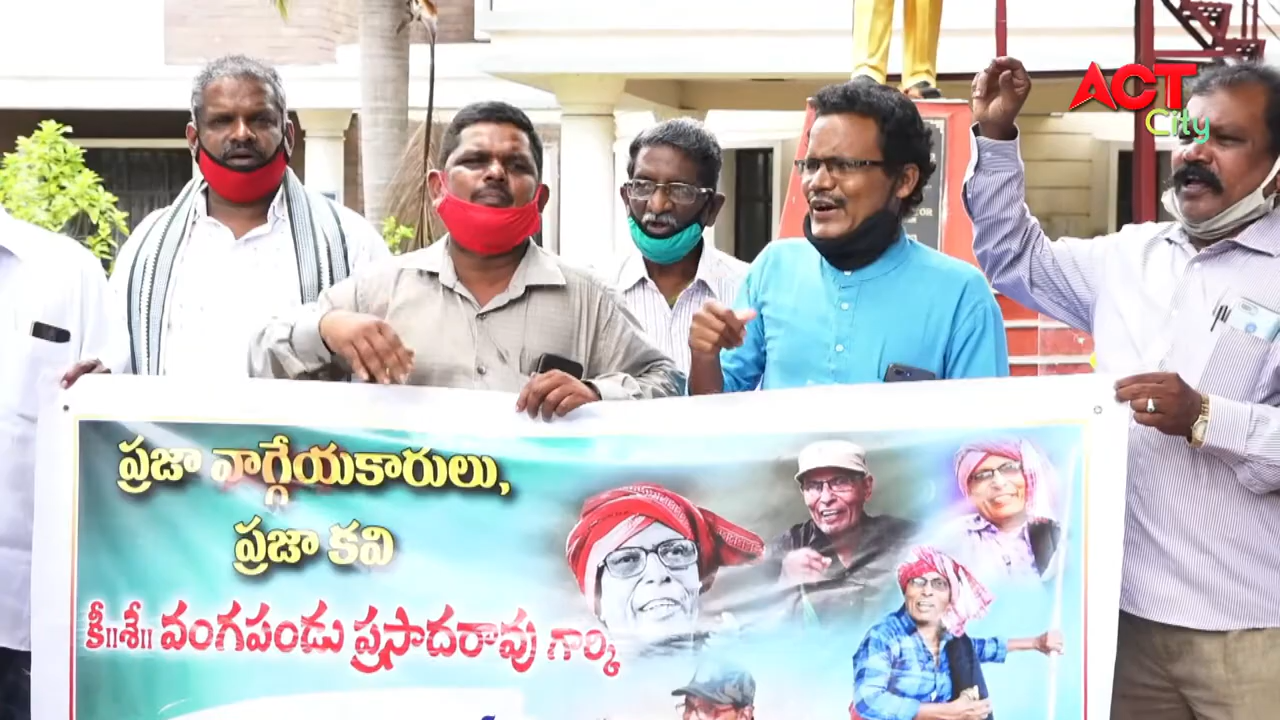 ACT
City
ప్రజా వాగ్గేయకారులు,
ప్రజా కవి
కీ॥శే॥ వంగపండు ప్రసాదరావు గార్కి